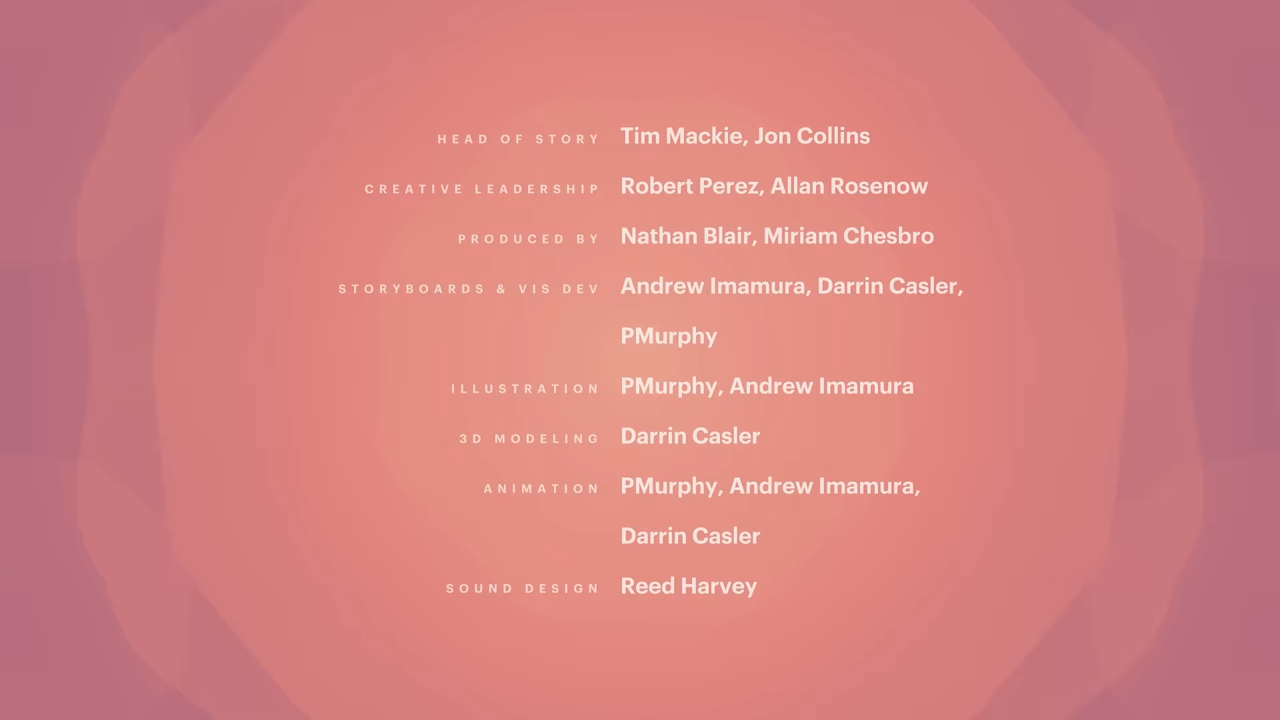 HEAD OF STORY Tim Mackie, Jon Collins
CREATIVE LEADERSHIP Robert Perez, Allan Rosenow
PRODUCED BY Nathan Blair, Miriam Chesbro
STORYBOARDS & VIS DEV Andrew Imamura, Darrin Casler,
PMurphy
ILLUSTRATION PMurphy, Andrew Imamura
3D MODELING Darrin Casler
ANIMATION PMurphy, Andrew Imamura,
Darrin Casler
SOUND DESIGN Reed Harvey